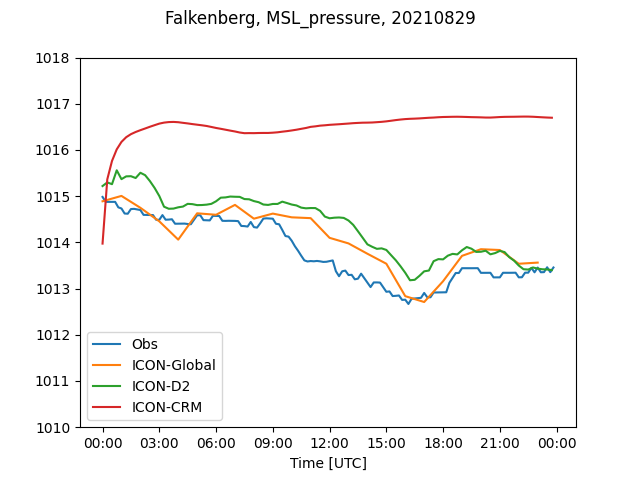 Falkenberg, MSL_pressure, 20210829
1018
1017
1016
1015
1014
1013
1012
1011
1010
Obs
ICON-Global
ICON-D2
ICON-CRM
00:00 03:00 06:00 09:00 12:00 15:00 18:00 21:00 00:00
Time [UTC]